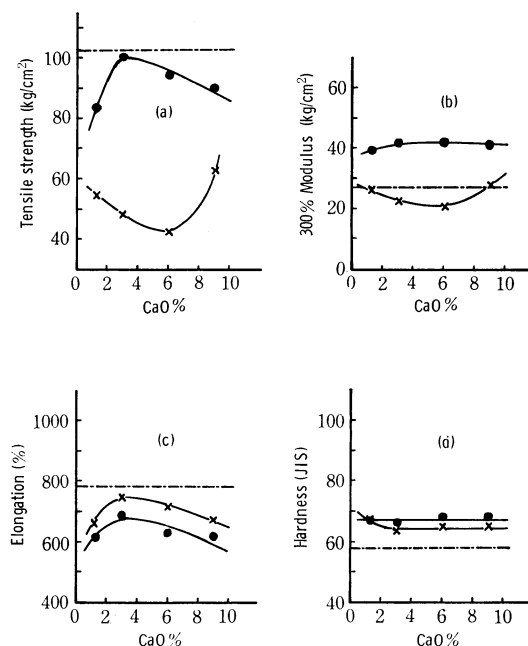 Tensile strength (kg/cm²)
100
80
60
40
(a)
0 2 4 6 8 10
CaO%
300% Modulus (kg/cm²)
60
40
20
0
(b)
0 2 4 6 8 10
CaO%
Elongation (%)
1000
800
600
400
(c)
0 2 4 6 8 10
CaO%
Hardness (JIS)
100
80
60
40
(d)
0 2 4 6 8 10
CaO%